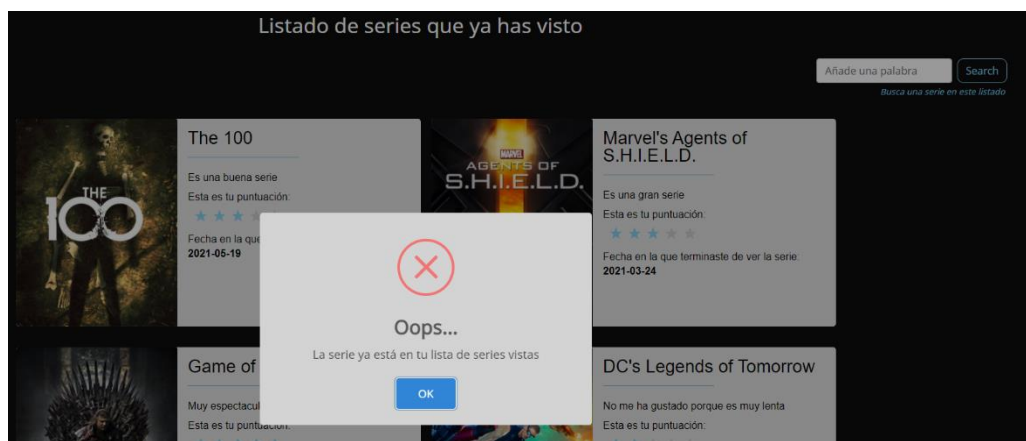 Listado de series que ya has visto
Añade una palabra
Search
Busca una serie en este listado
THE
100
The 100
Es una buena serie
Esta es tu puntuación:
Fecha en la que
2021-05-19
MARVEL
AGENTS OF
S.H.I.E.L.D.
Marvel's Agents of
S.H.I.E.L.D.
Es una gran serie
Esta es tu puntuación:
Fecha en la que terminaste de ver la serie:
2021-03-24
Oops...
La serie ya está en tu lista de series vistas
OK
Game of
Muy
Esta es tu puntuación:
DC's Legends of Tomorrow
No me ha gustado porque es muy lenta
Esta es tu puntuación: